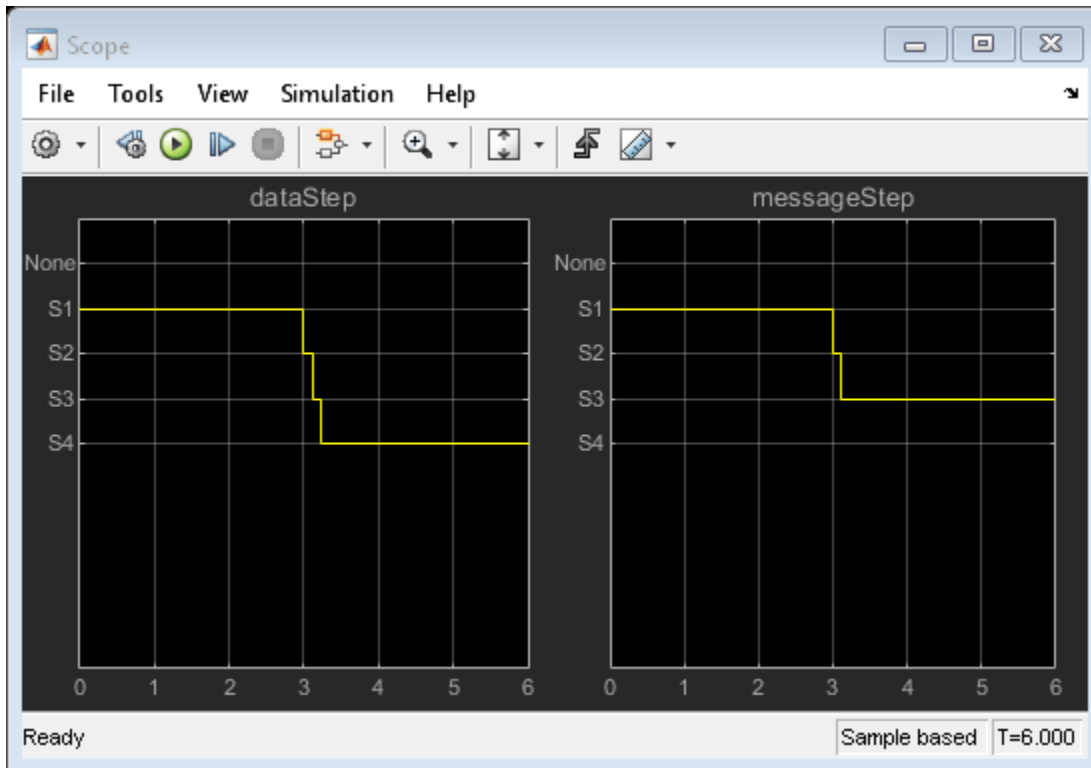 Scope
File Tools View Simulation Help
dataStep
None
S1
S2
S3
S4
0 1 2 3 4 5 6
messageStep
None
S1
S2
S3
S4
0 1 2 3 4 5 6
Ready
Sample based T=6.000